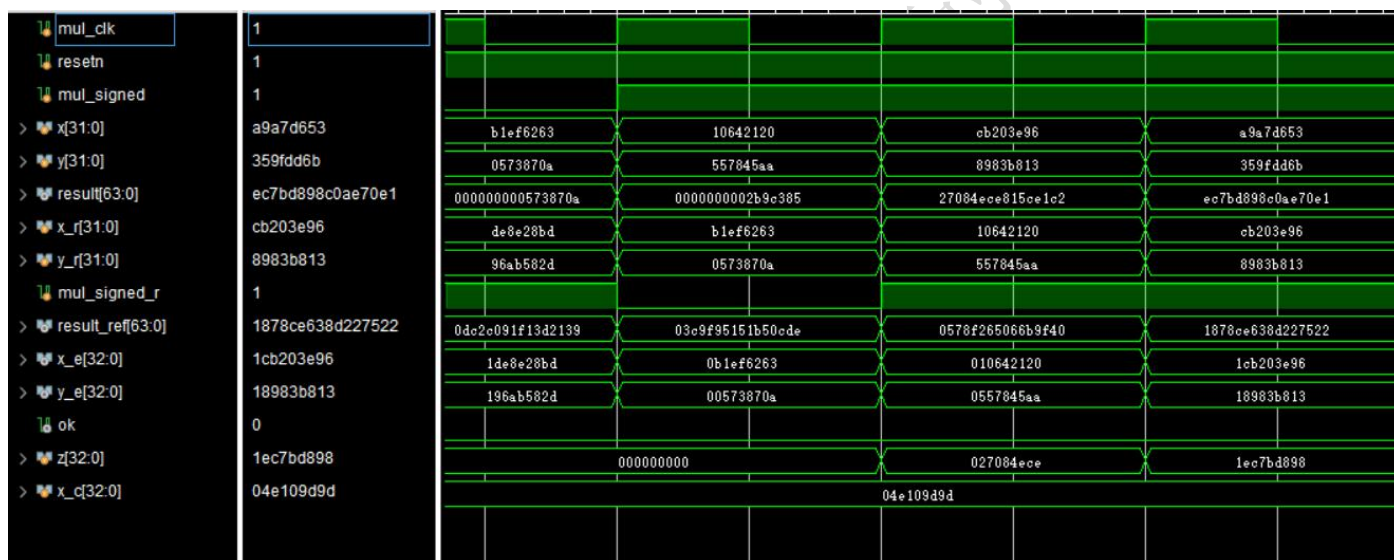 mul_clk 1
resetn 1
mul_signed 1
x[31:0] a9a7d653 b1ef6263 10642120 cb203e96 a9a7d653
y[31:0] 359fdd6b 0573870a 557845aa 8983b813 359fdd6b
result[63:0] ec7bd898c0ae70e1 000000000573870a 0000000002b9c385 27084ece815ce1c2 ec7bd898c0ae70e1
x_r[31:0] cb203e96 de8e28bd b1ef6263 10642120 cb203e96
y_r[31:0] 8983b813 96ab582d 0573870a 557845aa 8983b813
mul_signed_r 1
result_ref[63:0] 1878ce638d227522 0dc2c091f13d2139 03c9f95151b50cde 0578f265066b9f40 1878ce638d227522
x_e[32:0] 1cb203e96 1de8e28bd 0b1ef6263 010642120 1cb203e96
y_e[32:0] 18983b813 196ab582d 00573870a 0557845aa 18983b813
ok 0
z[32:0] 1ec7bd898 000000000 027084ece 1ec7bd898
x_c[32:0] 04e109d9d 04e109d9d